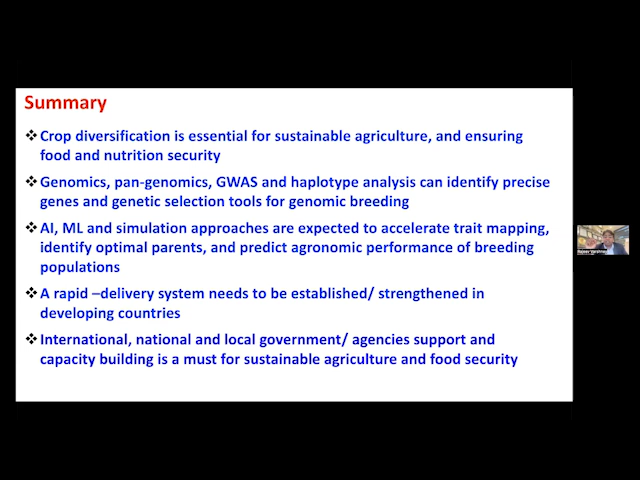 Summary
❖Crop diversification is essential for sustainable agriculture, and ensuring
food and nutrition security
❖Genomics, pan-genomics, GWAS and haplotype analysis can identify precise
genes and genetic selection tools for genomic breeding
❖AI, ML and simulation approaches are expected to accelerate trait mapping,
identify optimal parents, and predict agronomic performance of breeding
populations
❖A rapid –delivery system needs to be established/ strengthened in
developing countries
❖International, national and local government/ agencies support and
capacity building is a must for sustainable agriculture and food security